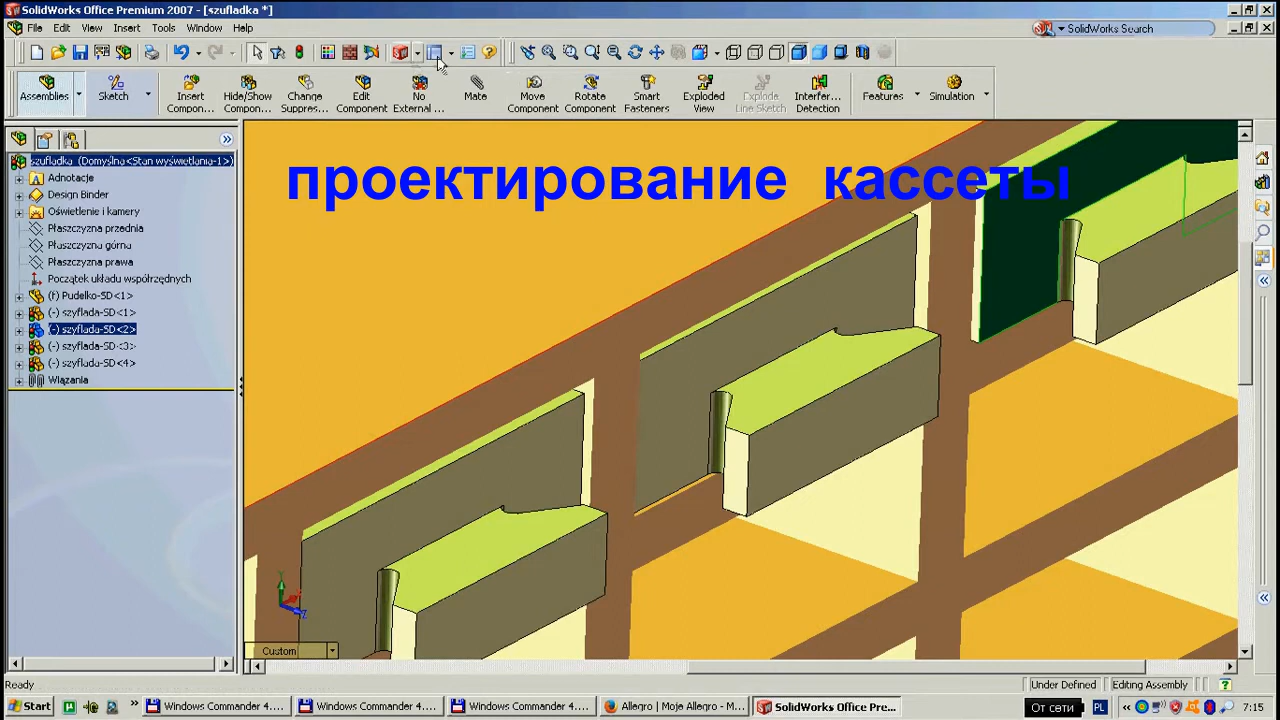 SolidWorks Office Premium 2007 - [szufladka *]
File Edit View Insert Tools Window Help
SolidWorks Search
Assemblies
Sketch
Insert Compon...
Hide/Show Compon...
Change Suppres...
Edit Component
No External ...
Mate
Move Component
Rotate Component
Smart Fasteners
Exploded View
Explode Line Sketch
Interfer... Detection
Features
Simulation
szufladka (Domyślna<Stan wyświetlania-1>)
Adnotacje
Design Binder
Oświetlenie i kamery
Płaszczyzna przednia
Płaszczyzna górna
Płaszczyzna prawa
Początek układu współrzędnych
(f) Pudelko-SD<1>
(-) szyflada-SD<1>
(-) szyflada-SD<2>
(-) szyflada-SD<3>
(-) szyflada-SD<4>
Wiązania
проектирование кассеты
Custom
Ready
Under Defined
Editing Assembly
Start
Windows Commander 4....
Windows Commander 4....
Windows Commander 4....
Allegro | Moje Allegro - M...
SolidWorks Office Pre...
От сети
PL
7:15